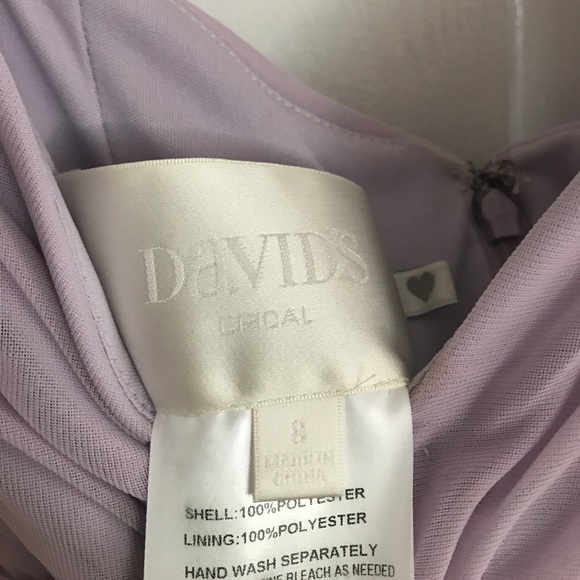 DaVID'S
BRIDAL
8
MADE IN
CHINA
SHELL:100%POLYESTER
LINING:100%POLYESTER
HAND WASH SEPARATELY
BLEACH AS NEEDED